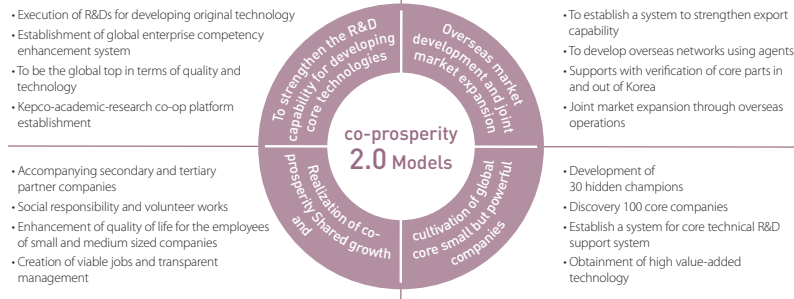 • Execution of R&Ds for developing original technology
• Establishment of global enterprise competency
enhancement system
• To be the global top in terms of quality and
technology
• Kepco-academic-research co-op platform
establishment
To strengthen the R&D
capability for developing
core technologies
Overseas market
development and joint
market expansion
• To establish a system to strengthen export
capability
• To develop overseas networks using agents
• Supports with verification of core parts in
and out of Korea
• Joint market expansion through overseas
operations
co-prosperity
2.0 Models
• Accompanying secondary and tertiary
partner companies
• Social responsibility and volunteer works
• Enhancement of quality of life for the employees
of small and medium sized companies
• Creation of viable jobs and transparent
management
Realization of co-
prosperity Shared growth
and
cultivation of global
core small but powerful
companies
• Development of
30 hidden champions
• Discovery 100 core companies
• Establish a system for core technical R&D
support system
• Obtainment of high value-added
technology